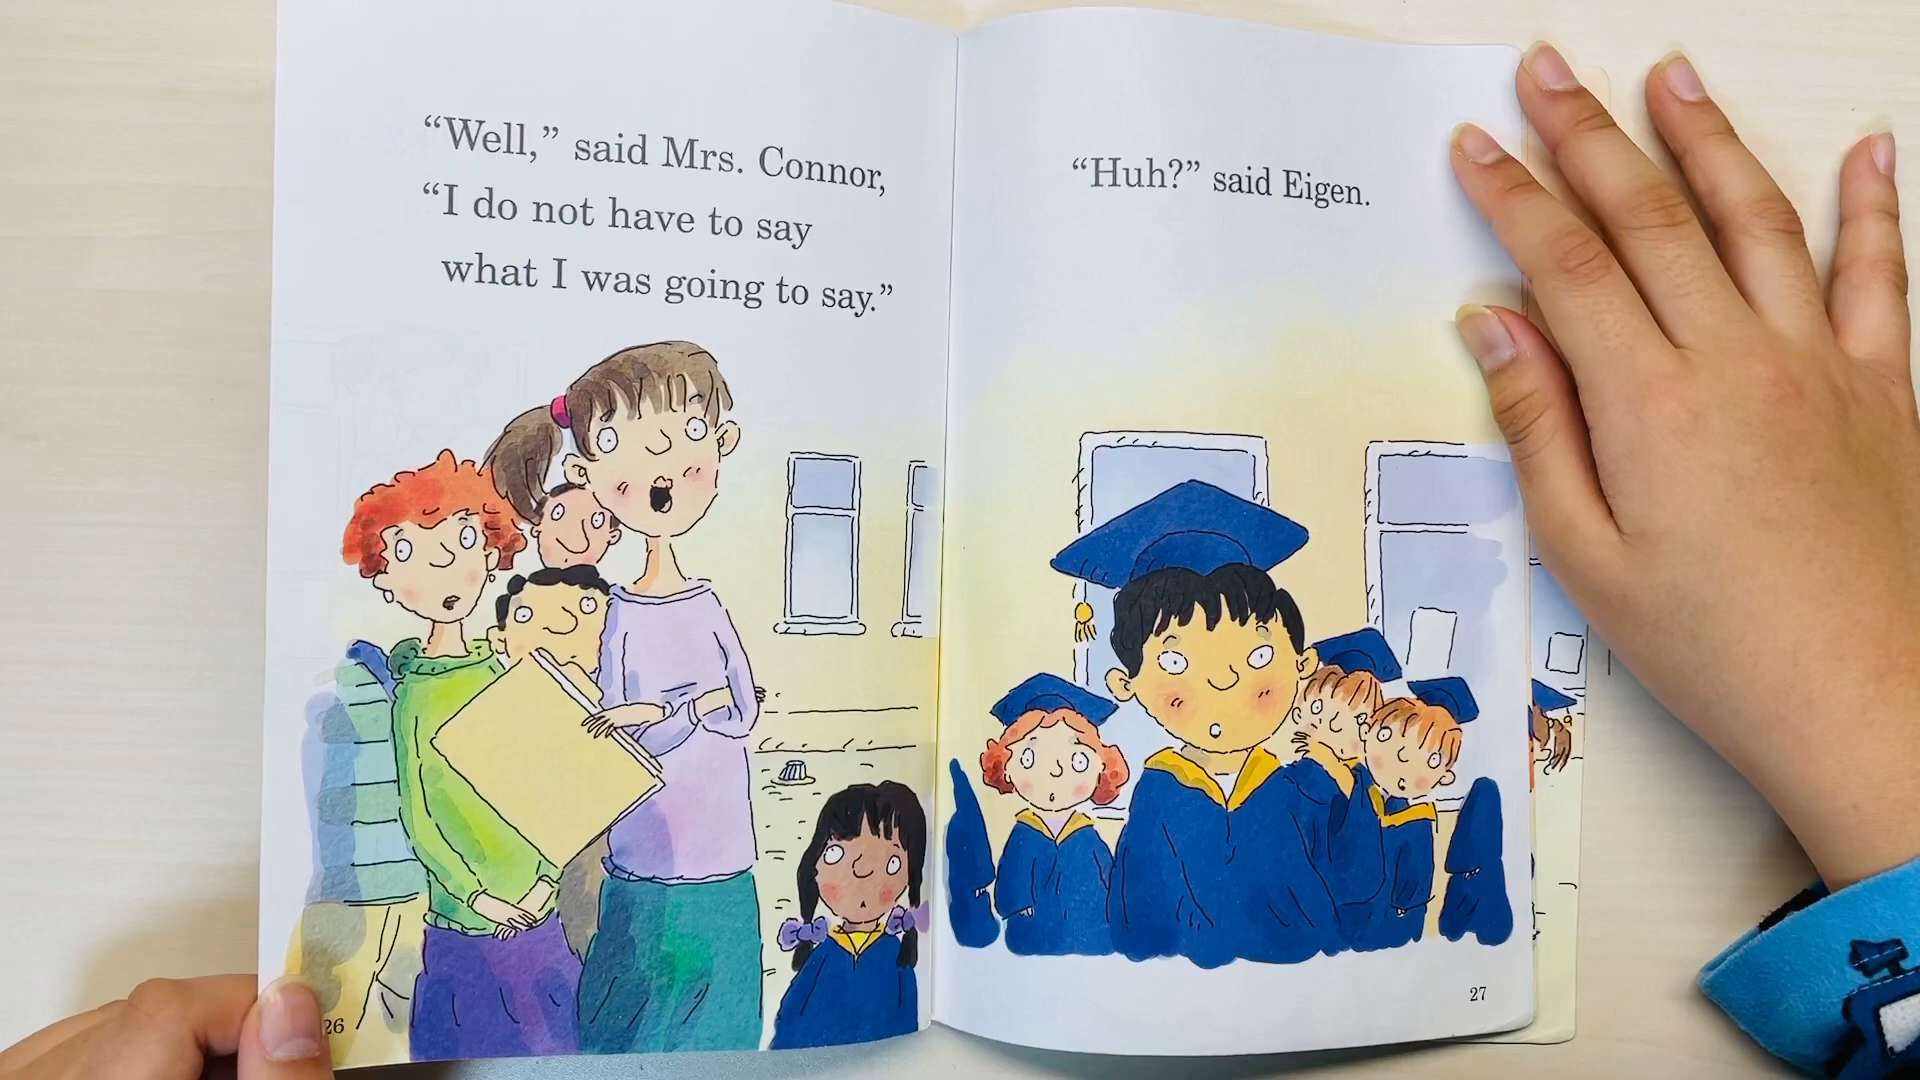 “Well,” said Mrs. Connor,
“I do not have to say
what I was going to say.”
26
“Huh?” said Eigen.
27